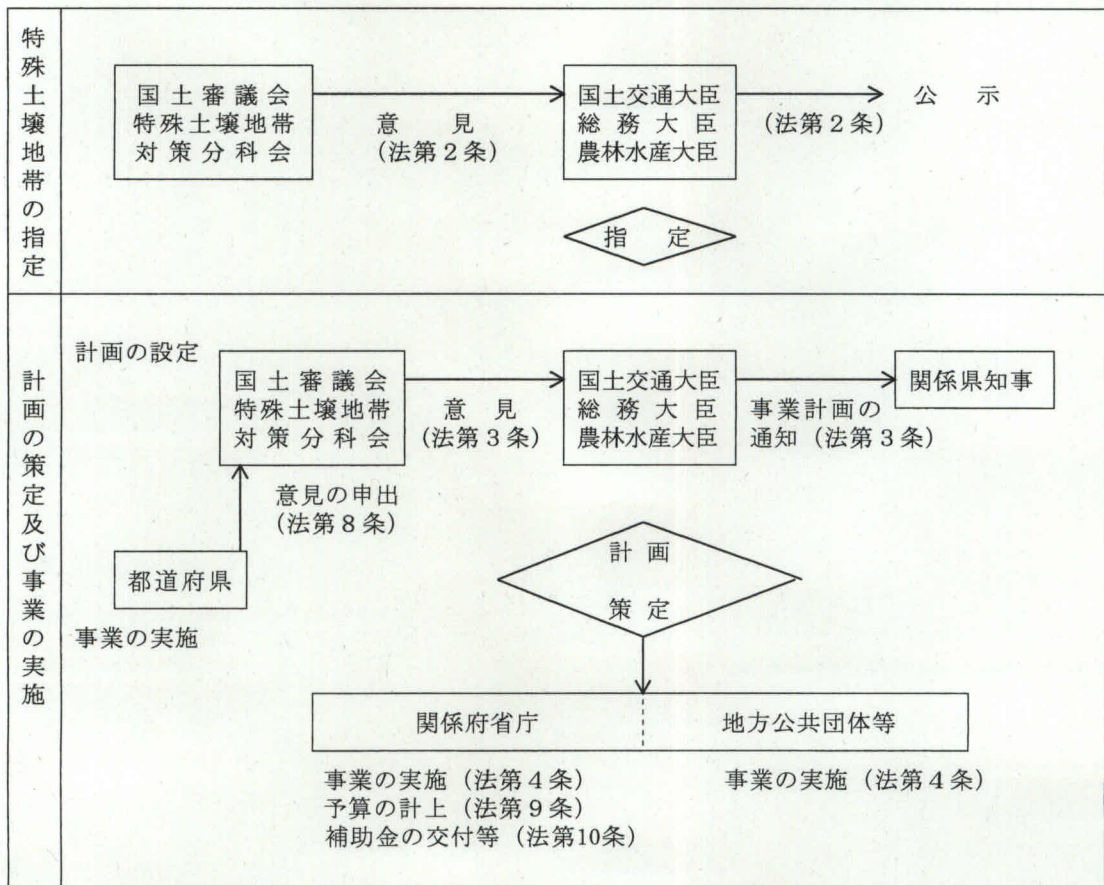 特殊土壌地帯の指定
国土審議会
特殊土壌地帯
対策分科会
意見
(法第2条)
国土交通大臣
総務大臣
農林水産大臣
(法第2条)
公示
指定
計画の策定及び事業の実施
計画の設定
国土審議会
特殊土壌地帯
対策分科会
意見
(法第3条)
国土交通大臣
総務大臣
農林水産大臣
事業計画の
通知(法第3条)
関係県知事
意見の申出
(法第8条)
都道府県
計画
策定
事業の実施
関係府省庁
地方公共団体等
事業の実施(法第4条)
予算の計上(法第9条)
補助金の交付等(法第10条)
事業の実施(法第4条)